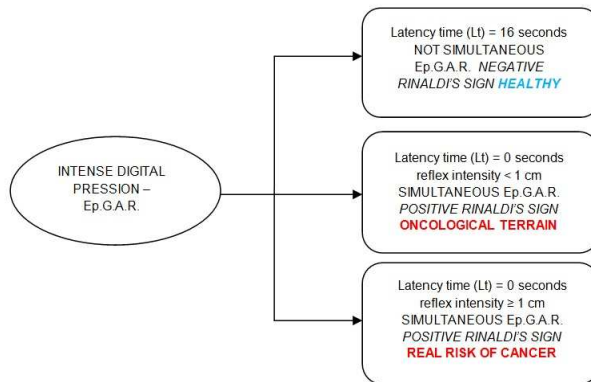 INTENSE DIGITAL
PRESSION –
Ep.G.A.R.
Latency time (Lt) = 16 seconds
NOT SIMULTANEOUS
Ep.G.A.R. NEGATIVE
RINALDI'S SIGN HEALTHY
Latency time (Lt) = 0 seconds
reflex intensity < 1 cm
SIMULTANEOUS Ep.G.A.R.
POSITIVE RINALDI'S SIGN
ONCOLOGICAL TERRAIN
Latency time (Lt) = 0 seconds
reflex intensity ≥ 1 cm
SIMULTANEOUS Ep.G.A.R.
POSITIVE RINALDI'S SIGN
REAL RISK OF CANCER